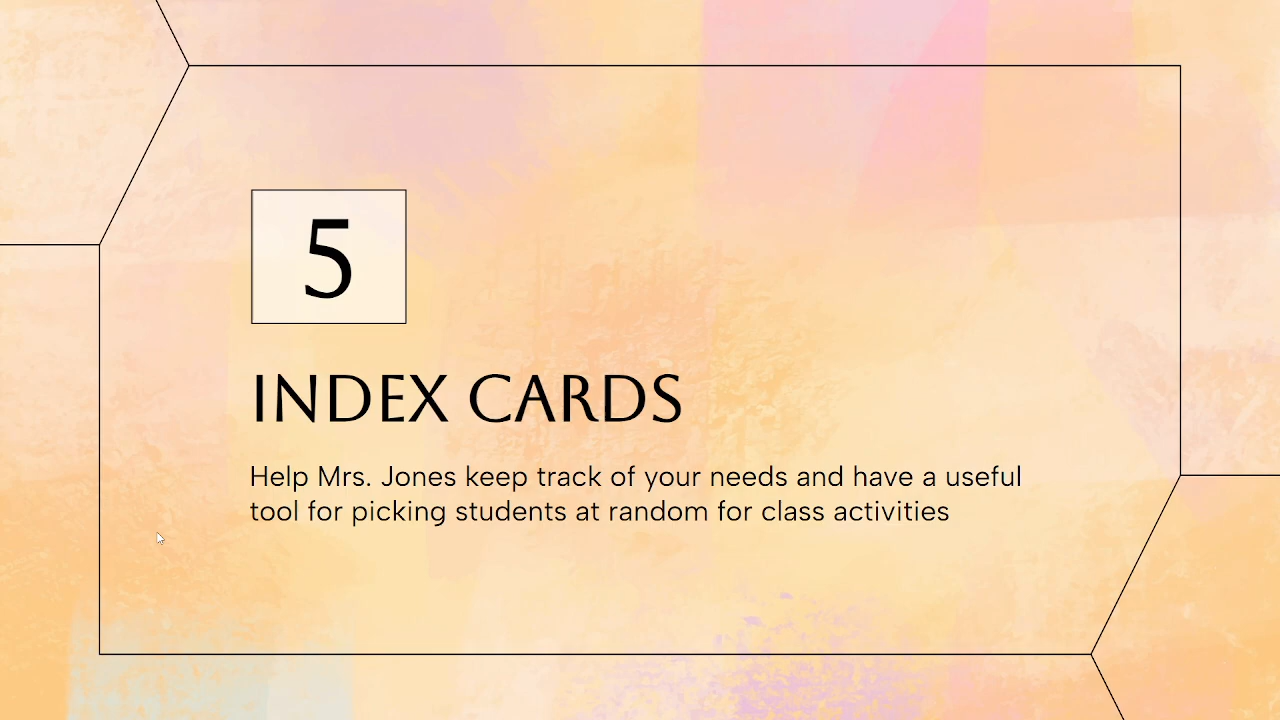 5
INDEX CARDS
Help Mrs. Jones keep track of your needs and have a useful
tool for picking students at random for class activities